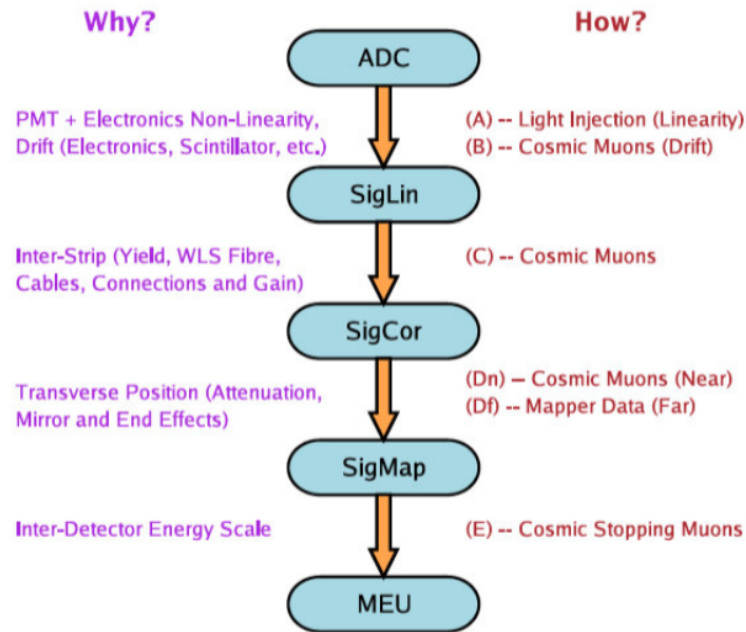 Why?
How?
ADC
PMT + Electronics Non-Linearity,
Drift (Electronics, Scintillator, etc.)
(A) -- Light Injection (Linearity)
(B) -- Cosmic Muons (Drift)
SigLin
Inter-Strip (Yield, WLS Fibre,
Cables, Connections and Gain)
(C) -- Cosmic Muons
SigCor
Transverse Position (Attenuation,
Mirror and End Effects)
(Dn) – Cosmic Muons (Near)
(Df) -- Mapper Data (Far)
SigMap
Inter-Detector Energy Scale
(E) -- Cosmic Stopping Muons
MEU